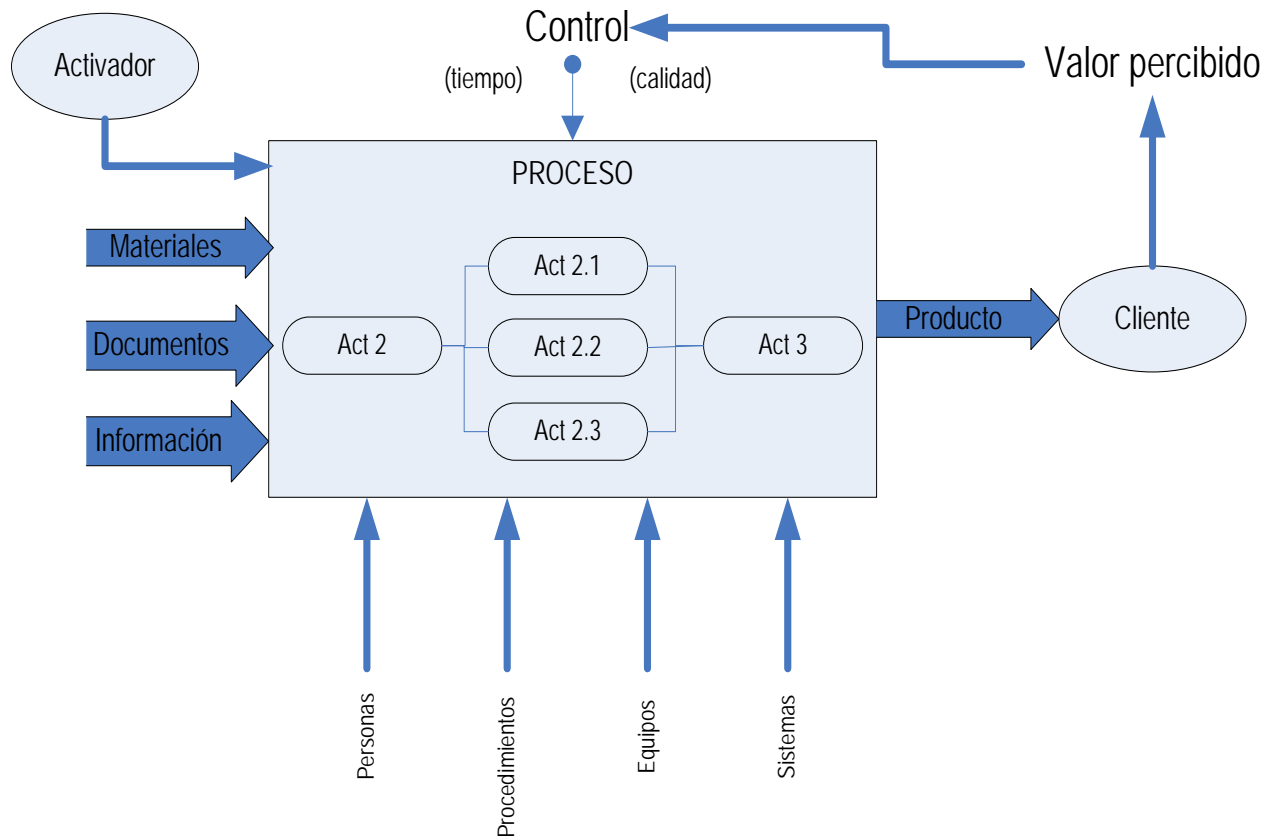 Control
Activador
Valor percibido
(tiempo) (calidad)
PROCESO
Materiales
Act 2.1
Documentos
Act 2
Act 2.2
Act 3
Producto
Cliente
Información
Act 2.3
Personas
Procedimientos
Equipos
Sistemas